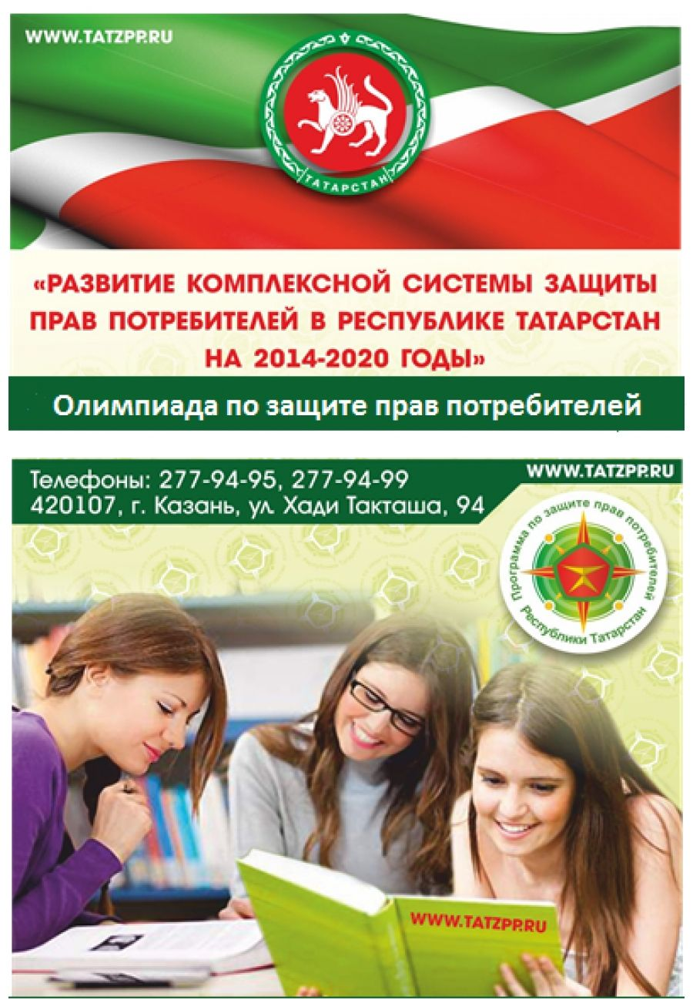 WWW.TATZPP.RU
ТАТАРСТАН
«РАЗВИТИЕ КОМПЛЕКСНОЙ СИСТЕМЫ ЗАЩИТЫ
ПРАВ ПОТРЕБИТЕЛЕЙ В РЕСПУБЛИКЕ ТАТАРСТАН
НА 2014-2020 ГОДЫ»
Олимпиада по защите прав потребителей
Телефоны: 277-94-95, 277-94-99
420107, г. Казань, ул. Хади Такташа, 94
WWW.TATZPP.RU
Программа по защите прав потребителей
Республики Татарстан
WWW.TATZPP.RU